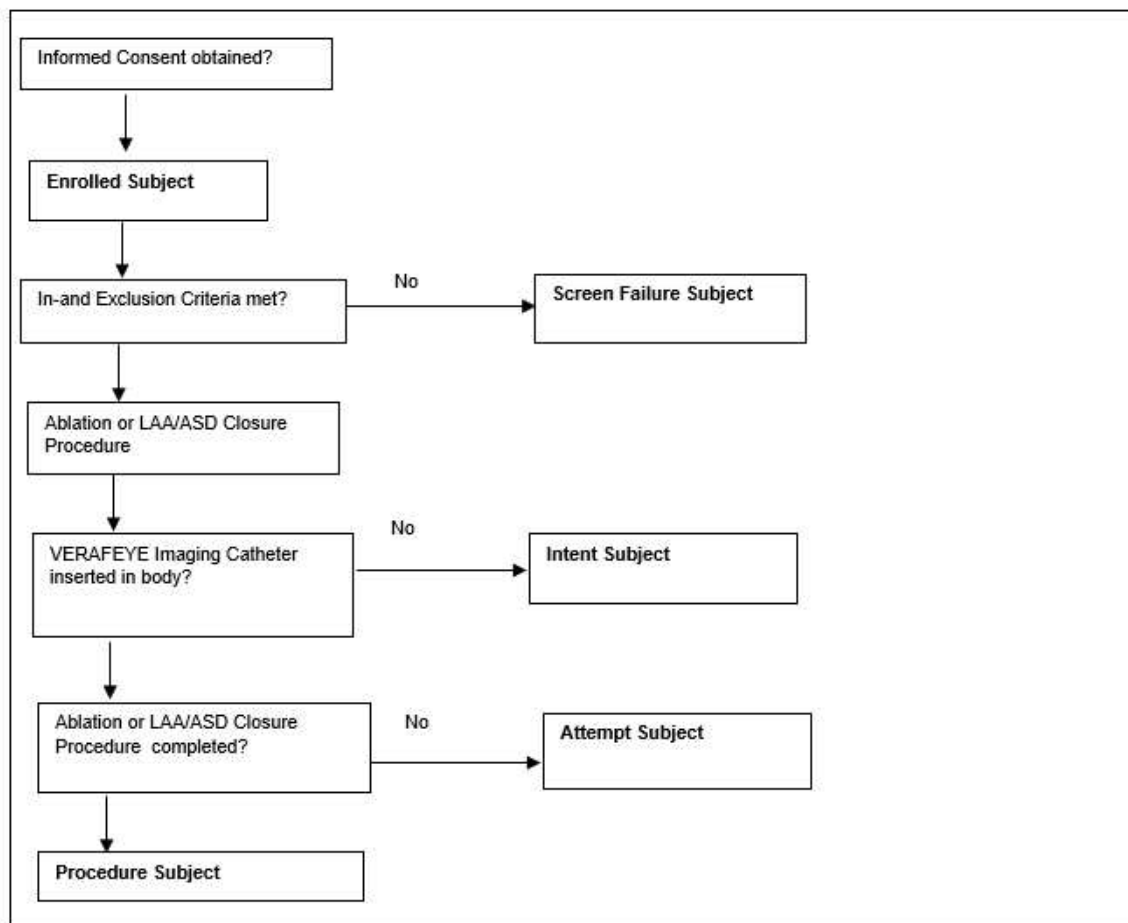 Informed Consent obtained?
Enrolled Subject
In-and Exclusion Criteria met?
No
Screen Failure Subject
Ablation or LAA/ASD Closure
Procedure
No
VERAFEYE Imaging Catheter
inserted in body?
Intent Subject
Ablation or LAA/ASD Closure
Procedure completed?
No
Attempt Subject
Procedure Subject